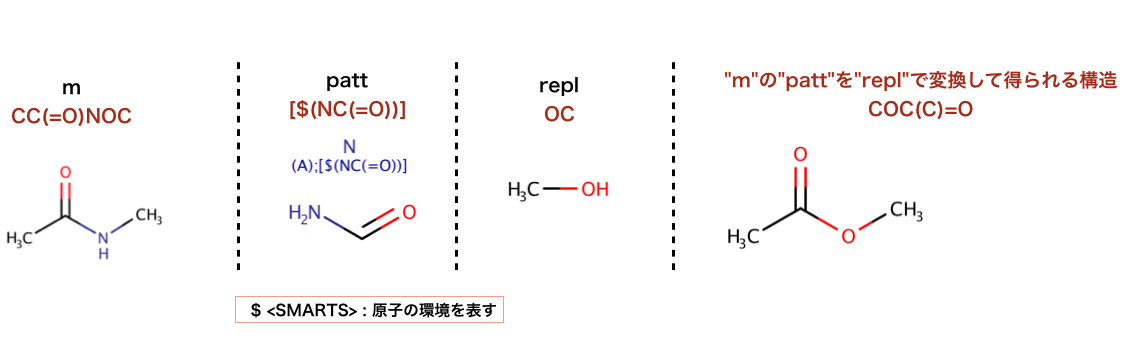 m
CC(=O)NOC
O
H3C
N
H
CH3
patt
[$(NC(=O))]
N
(A);[$(NC(=O))]
H2N
O
repl
OC
H3C
OH
"m"の"patt"を"repl"で変換して得られる構造
COC(C)=O
O
H3C
O
CH3
$ <SMARTS> : 原子の環境を表す